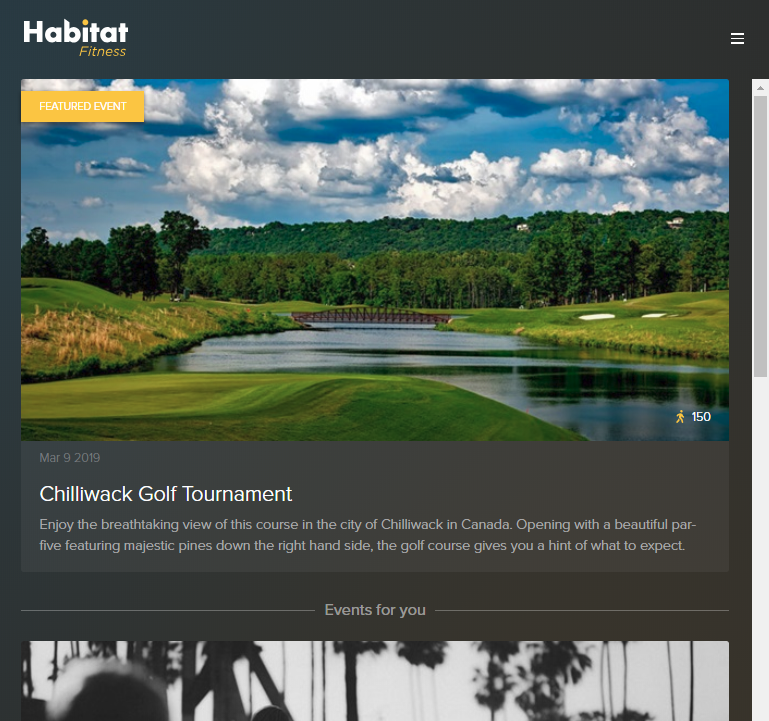 Habitat
Fitness
FEATURED EVENT
150
Mar 9 2019
Chilliwack Golf Tournament
Enjoy the breathtaking view of this course in the city of Chilliwack in Canada. Opening with a beautiful par-
five featuring majestic pines down the right hand side, the golf course gives you a hint of what to expect.
Events for you